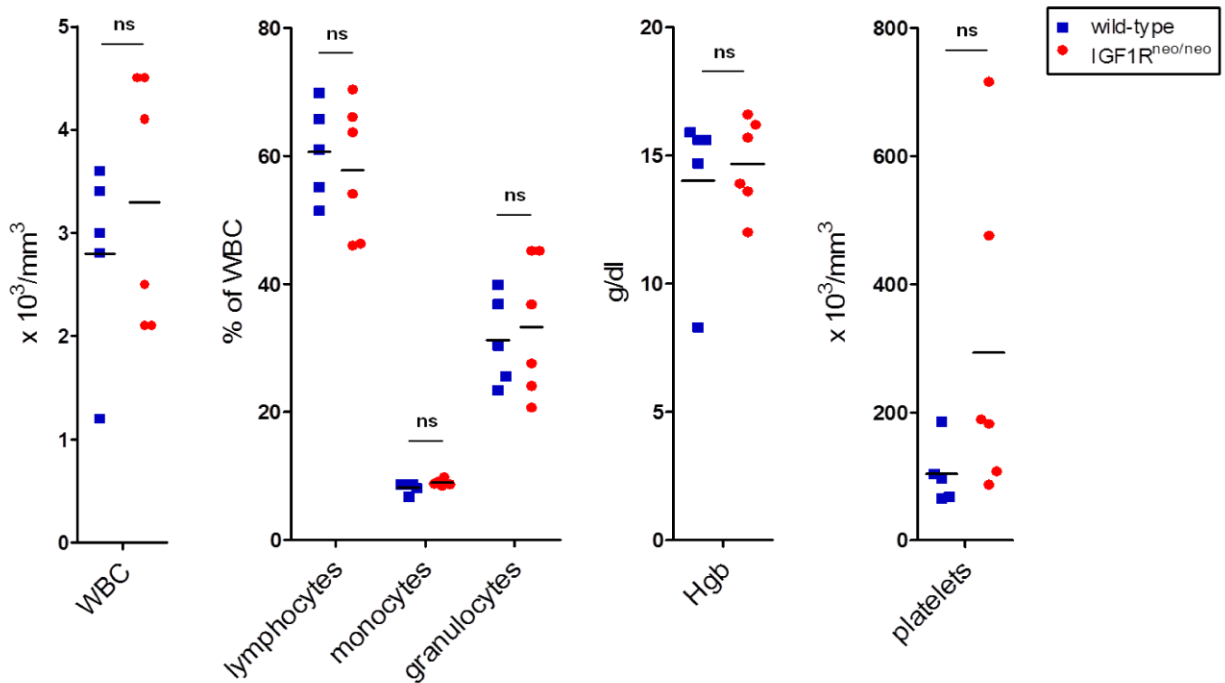 wild-type
IGF1R^neo/neo
ns
5
4
3
2
1
0
x 10^3/mm^3
WBC
ns
ns
ns
80
60
40
20
0
% of WBC
lymphocytes
monocytes
granulocytes
ns
20
15
10
5
0
g/dl
Hgb
ns
800
600
400
200
0
x 10^3/mm^3
platelets